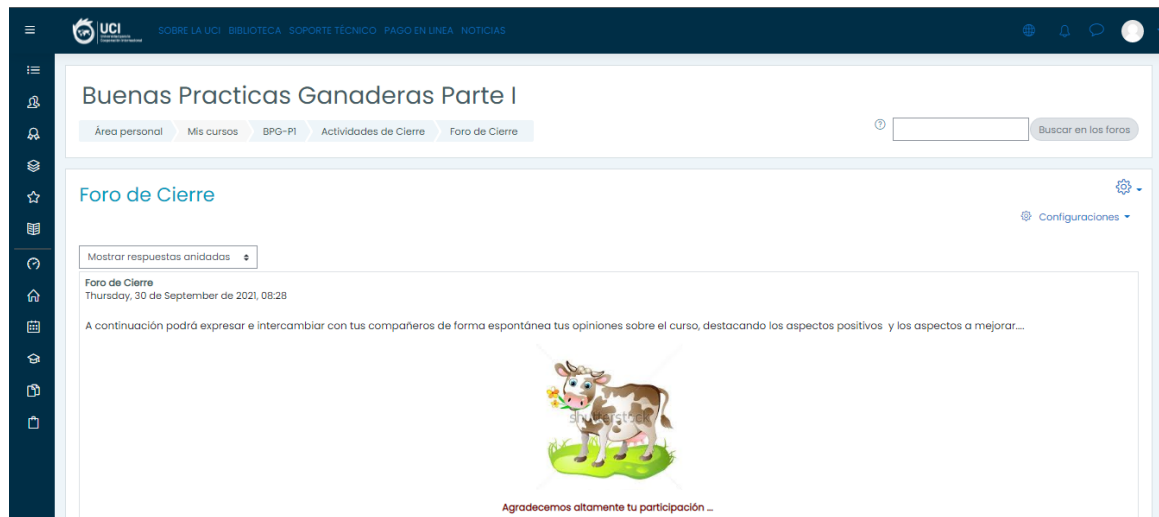 UCI
SOBRE LA UCI BIBLIOTECA SOPORTE TÉCNICO PAGO EN LINEA NOTICIAS
Buenas Practicas Ganaderas Parte I
Área personal Mis cursos BPG-P1 Actividades de Cierre Foro de Cierre
Buscar en los foros
Foro de Cierre
Configuraciones
Mostrar respuestas anidadas
Foro de Cierre
Thursday, 30 de September de 2021, 08:28
A continuación podrá expresar e intercambiar con tus compañeros de forma espontánea tus opiniones sobre el curso, destacando los aspectos positivos y los aspectos a mejorar....
shutterstock
Agradecemos altamente tu participación ...